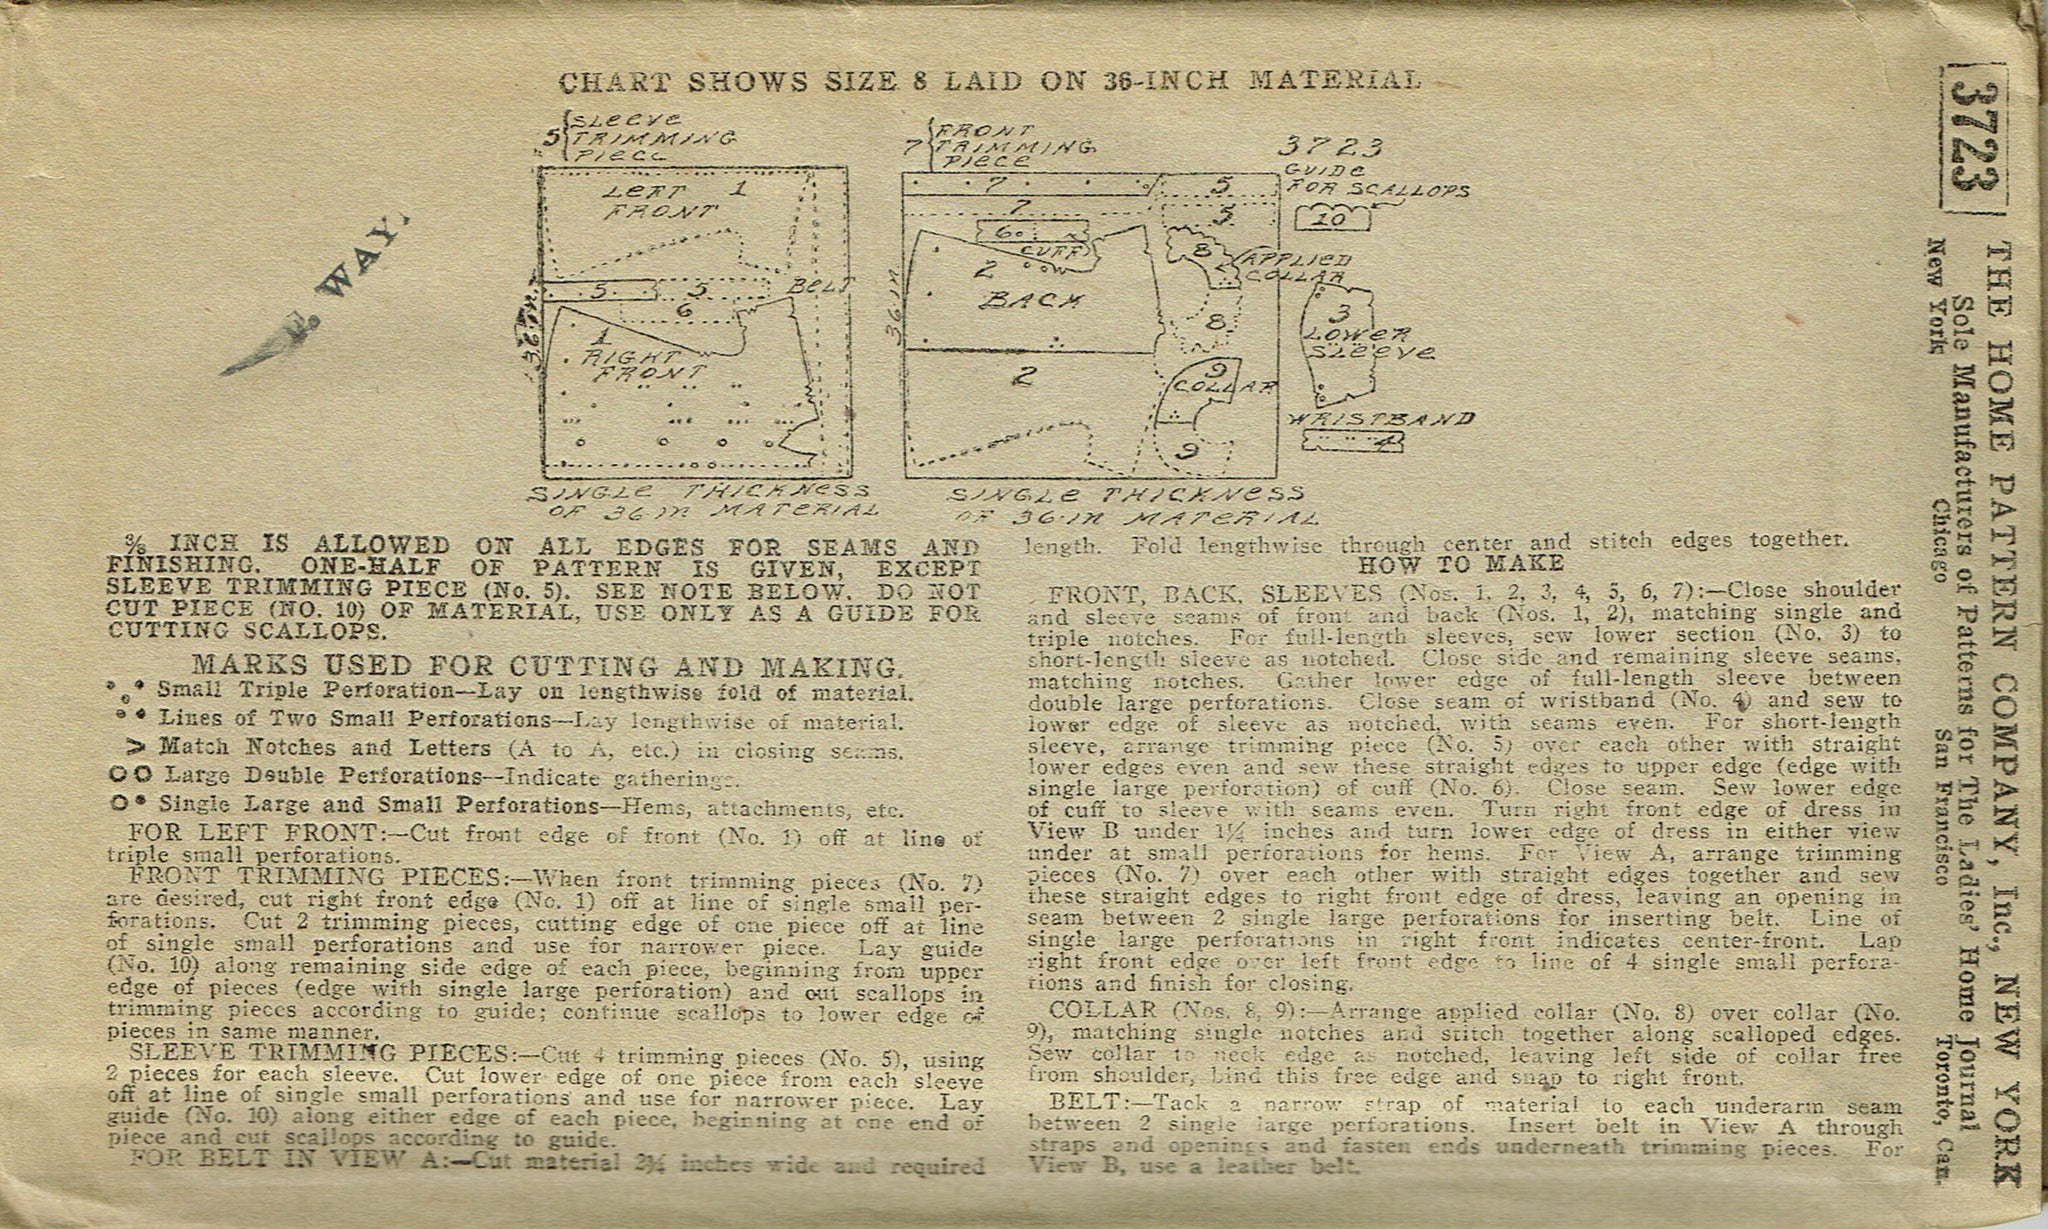 CHART SHOWS SIZE 8 LAID ON 36-INCH MATERIAL
5 { SLEEVE
TRIMMING
PIECE
7 { FRONT
TRIMMING
PIECE
3723
GUIDE
FOR SCALLOPS
10
LEFT 1
FRONT
5 5
BELT
6
1
RIGHT
FRONT
36 IN
SINGLE THICKNESS
OF 36-IN MATERIAL
7 5
7 5
6
CUFF
8 APPLIED
COLLAR
2
BACK
36 IN
8
3
LOWER
SLEEVE
2
9
COLLAR
WRISTBAND
4
9
SINGLE THICKNESS
OF 36-IN MATERIAL
WAY.
⅜ INCH IS ALLOWED ON ALL EDGES FOR SEAMS AND
FINISHING. ONE-HALF OF PATTERN IS GIVEN, EXCEPT
SLEEVE TRIMMING PIECE (No. 5). SEE NOTE BELOW. DO NOT
CUT PIECE (NO. 10) OF MATERIAL, USE ONLY AS A GUIDE FOR
CUTTING SCALLOPS.
MARKS USED FOR CUTTING AND MAKING.
Small Triple Perforation—Lay on lengthwise fold of material.
Lines of Two Small Perforations—Lay lengthwise of material.
> Match Notches and Letters (A to A, etc.) in closing seams.
OO Large Double Perforations—Indicate gatherings.
O• Single Large and Small Perforations—Hems, attachments, etc.
FOR LEFT FRONT:—Cut front edge of front (No. 1) off at line of
triple small perforations.
FRONT TRIMMING PIECES:—When front trimming pieces (No. 7)
are desired, cut right front edge (No. 1) off at line of single small per-
forations. Cut 2 trimming pieces, cutting edge of one piece off at line
of single small perforations and use for narrower piece. Lay guide
(No. 10) along remaining side edge of each piece, beginning from upper
edge of pieces (edge with single large perforation) and cut scallops in
trimming pieces according to guide; continue scallops to lower edge of
pieces in same manner.
SLEEVE TRIMMING PIECES:—Cut 4 trimming pieces (No. 5), using
2 pieces for each sleeve. Cut lower edge of one piece from each sleeve
off at line of single small perforations and use for narrower piece. Lay
guide (No. 10) along either edge of each piece, beginning at one end of
piece and cut scallops according to guide.
FOR BELT IN VIEW A:—Cut material 2¾ inches wide and required
length. Fold lengthwise through center and stitch edges together.
HOW TO MAKE
FRONT, BACK, SLEEVES (Nos. 1, 2, 3, 4, 5, 6, 7):—Close shoulder
and sleeve seams of front and back (Nos. 1, 2), matching single and
triple notches. For full-length sleeves, sew lower section (No. 3) to
short-length sleeve as notched. Close side and remaining sleeve seams,
matching notches. Gather lower edge of full-length sleeve between
double large perforations. Close seam of wristband (No. 4) and sew to
lower edge of sleeve as notched, with seams even. For short-length
sleeve, arrange trimming piece (No. 5) over each other with straight
lower edges even and sew these straight edges to upper edge (edge with
single large perforation) of cuff (No. 6). Close seam. Sew lower edge
of cuff to sleeve with seams even. Turn right front edge of dress in
View B under 1¼ inches and turn lower edge of dress in either view
under at small perforations for hems. For View A, arrange trimming
pieces (No. 7) over each other with straight edges together and sew
these straight edges to right front edge of dress, leaving an opening in
seam between 2 single large perforations for inserting belt. Line of
single large perforations in right front indicates center-front. Lap
right front edge over left front edge to line of 4 single small perfora-
tions and finish for closing.
COLLAR (Nos. 8, 9):—Arrange applied collar (No. 8) over collar (No.
9), matching single notches and stitch together along scalloped edges.
Sew collar to neck edge as notched, leaving left side of collar free
from shoulder, bind this free edge and snap to right front.
BELT:—Tack a narrow strap of material to each underarm seam
between 2 single large perforations. Insert belt in View A through
straps and openings and fasten ends underneath trimming pieces. For
View B, use a leather belt.
3723
THE HOME PATTERN COMPANY, Inc., NEW YORK
Sole Manufacturers of Patterns for The Ladies' Home Journal
New York Chicago San Francisco Toronto, Can.